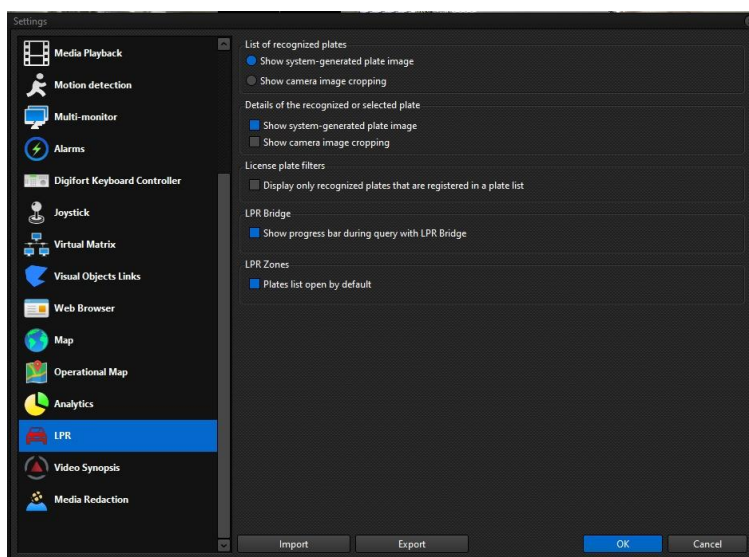 Settings
Media Playback
Motion detection
Multi-monitor
Alarms
Digifort Keyboard Controller
Joystick
Virtual Matrix
Visual Objects Links
Web Browser
Map
Operational Map
Analytics
LPR
Video Synopsis
Media Redaction
List of recognized plates
Show system-generated plate image
Show camera image cropping
Details of the recognized or selected plate
Show system-generated plate image
Show camera image cropping
License plate filters
Display only recognized plates that are registered in a plate list
LPR Bridge
Show progress bar during query with LPR Bridge
LPR Zones
Plates list open by default
Import
Export
OK
Cancel